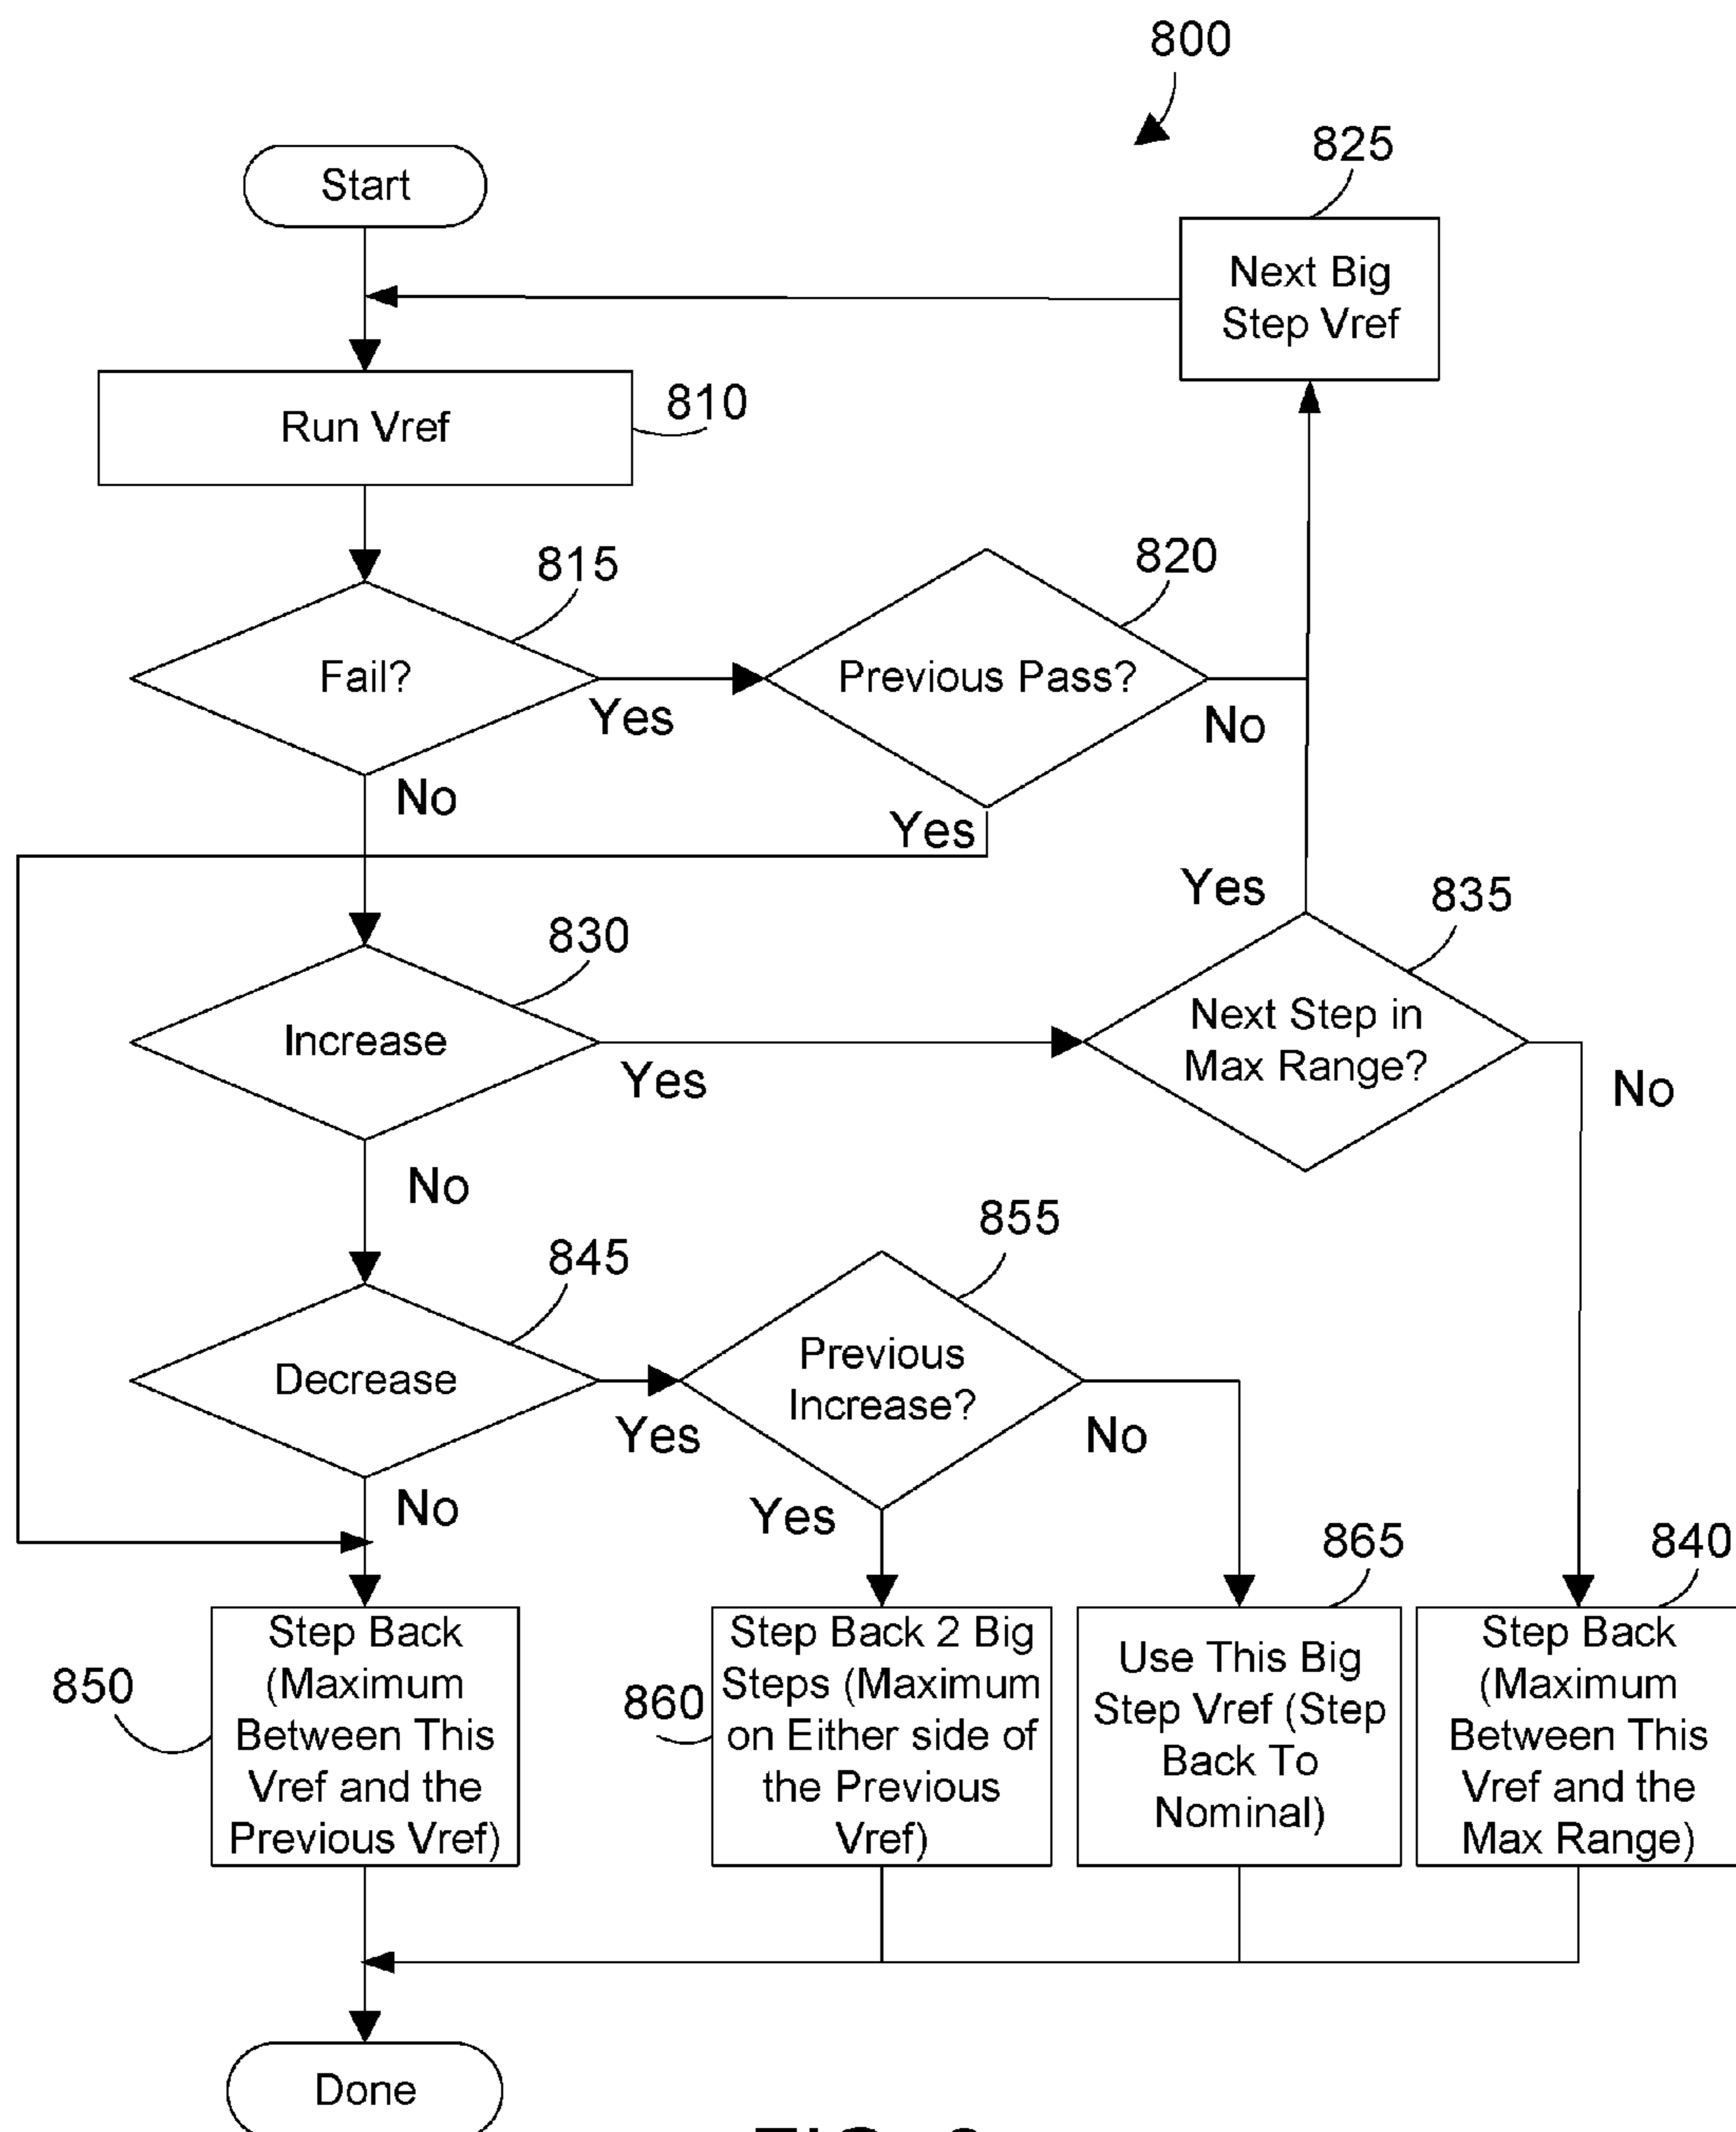 800
825
Start
Next Big
Step Vref
Run Vref
810
815
820
Fail?
Previous Pass?
Yes
No
No
Yes
Yes
830
835
Increase
Next Step in
Max Range?
Yes
No
No
855
845
Previous
Increase?
Decrease
Yes
No
No
Yes
865
840
850
Step Back
(Maximum
Between This
Vref and the
Previous Vref)
860
Step Back 2 Big
Steps (Maximum
on Either side of
the Previous
Vref)
Use This Big
Step Vref (Step
Back To
Nominal)
Step Back
(Maximum
Between This
Vref and the
Max Range)
Done